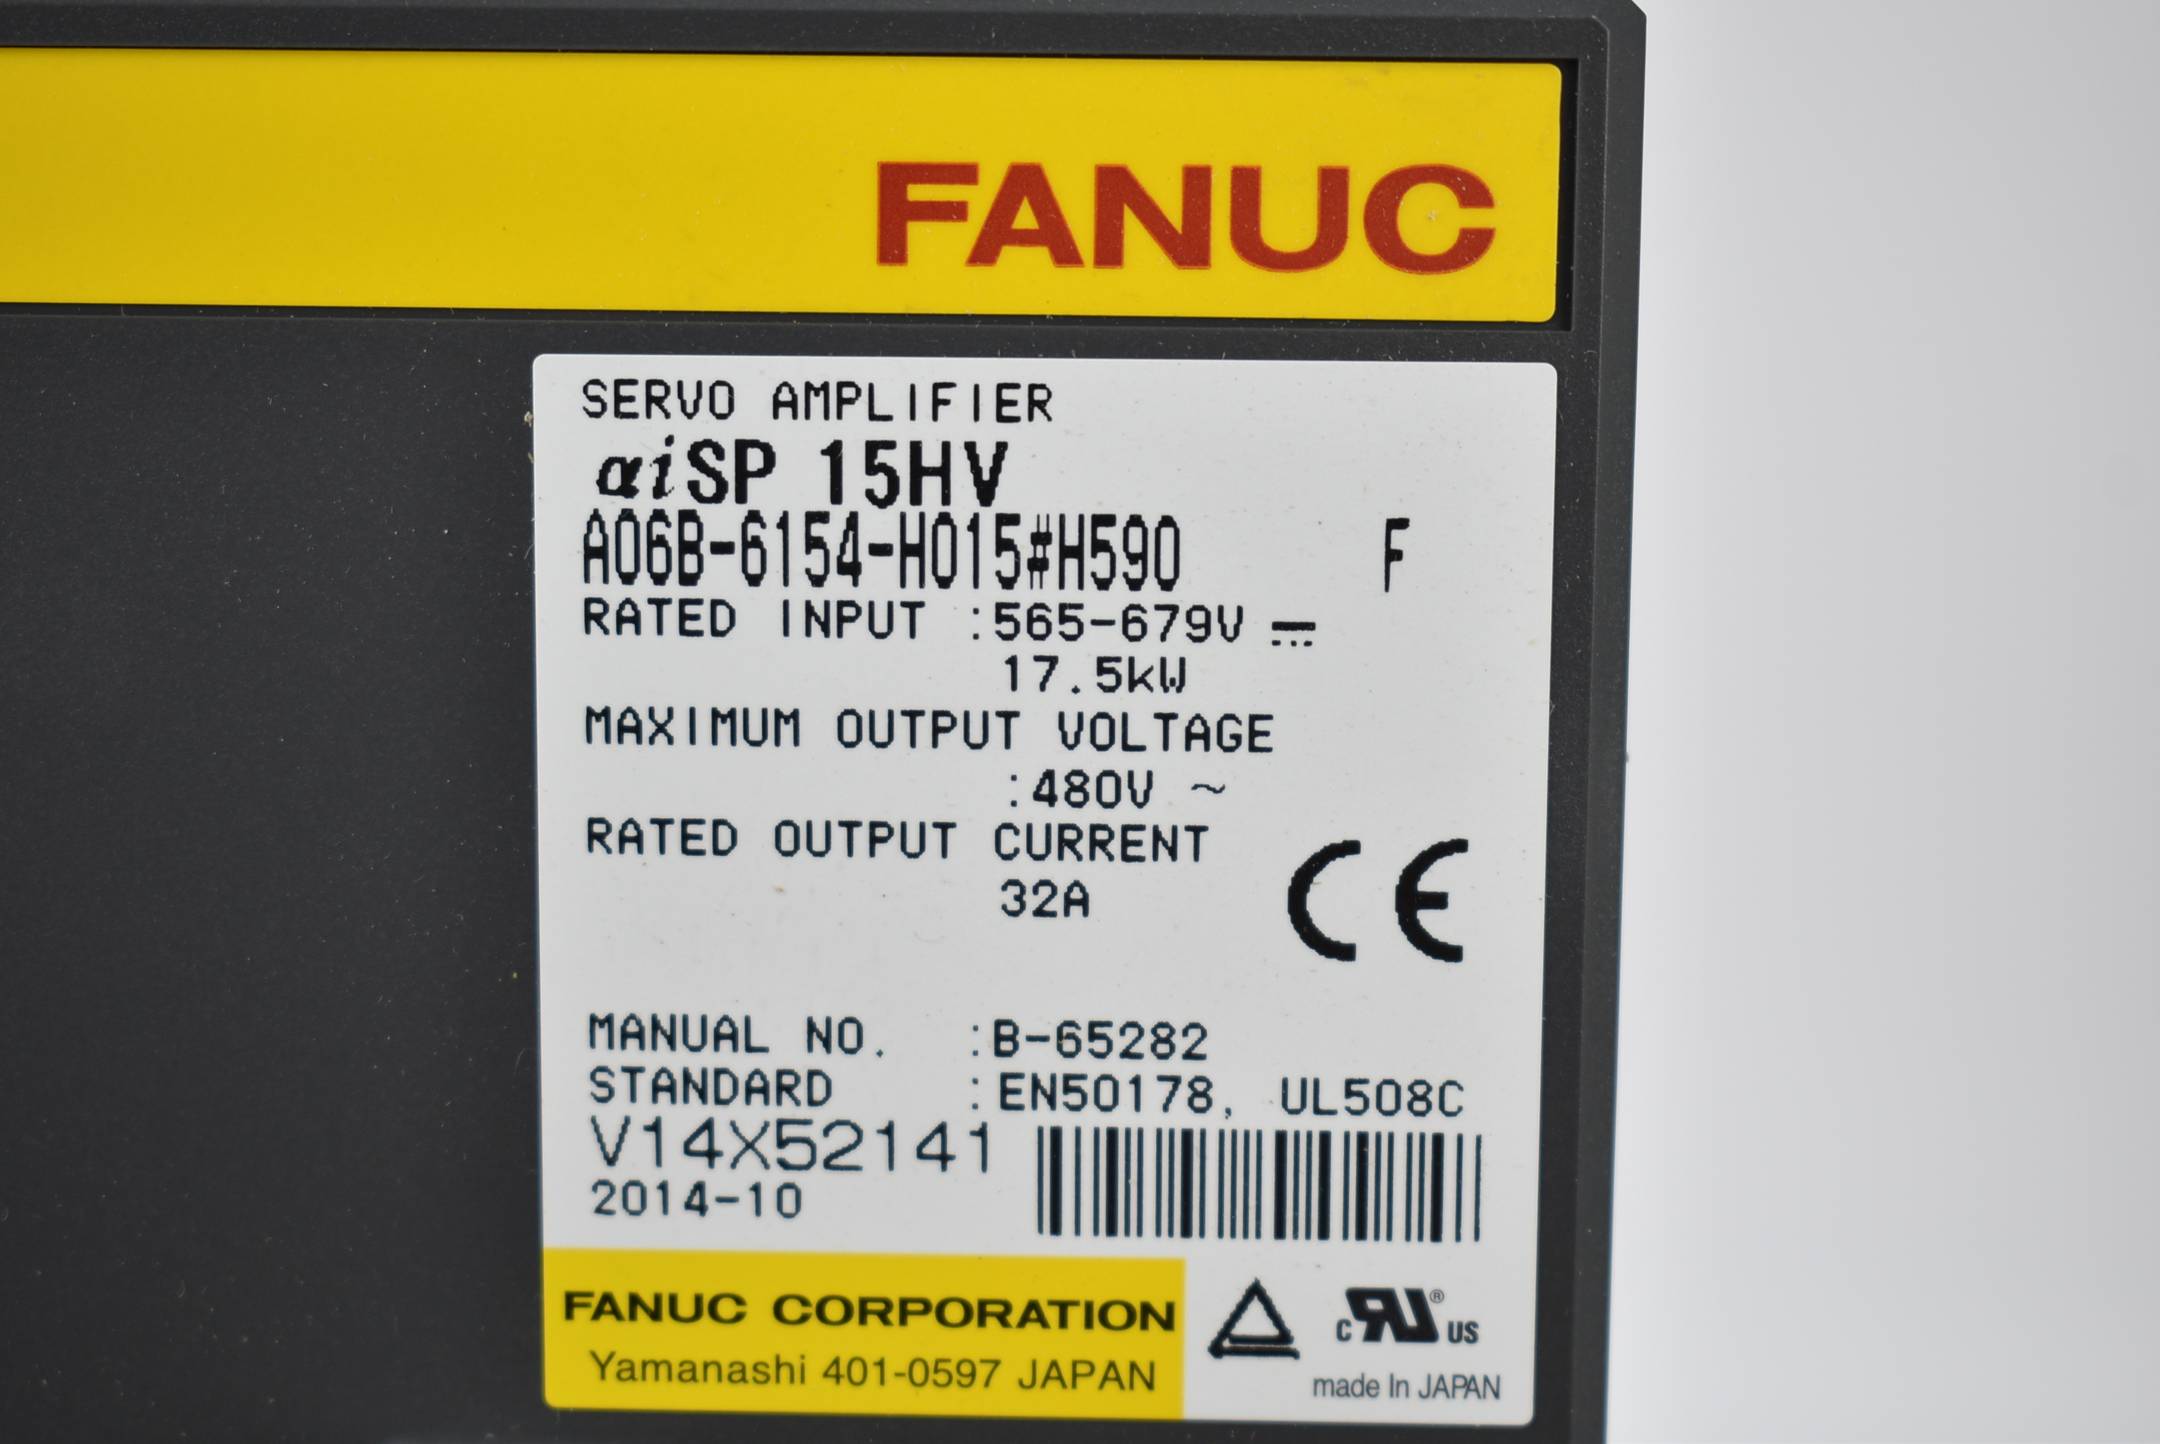 FANUC
SERVO AMPLIFIER
αiSP 15HV
A06B-6154-H015#H590 F
RATED INPUT :565-679V ⎓
17.5kW
MAXIMUM OUTPUT VOLTAGE
:480V ~
RATED OUTPUT CURRENT
32A
CE
MANUAL NO. :B-65282
STANDARD :EN50178, UL508C
V14X52141
2014-10
FANUC CORPORATION
Yamanashi 401-0597 JAPAN
c RU ® US
made In JAPAN